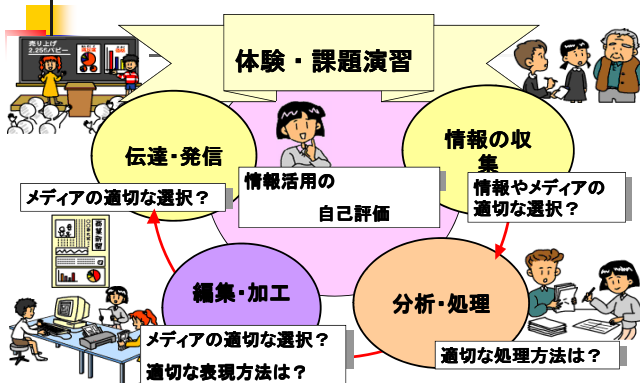 売り上げ
2,255パピー
体験・課題演習
伝達・発信
メディアの適切な選択?
情報の収
集
情報やメディアの
適切な選択?
情報活用の
自己評価
編集・加工
メディアの適切な選択?
適切な表現方法は?
分析・処理
適切な処理方法は?